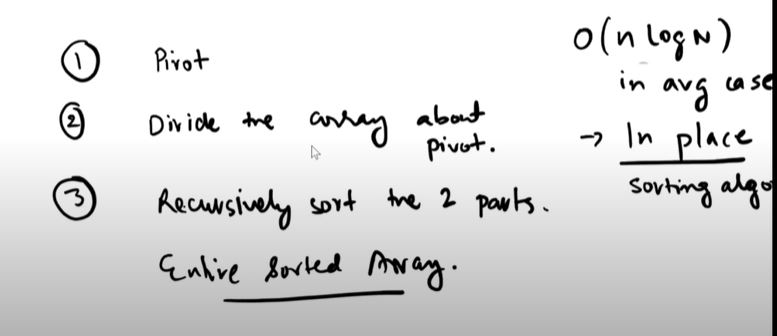 ① Pivot
② Divide the array about
pivot.
③ Recursively sort the 2 parts.
Entire Sorted Array.
O(n Log N)
in avg case
→ In place
sorting algo